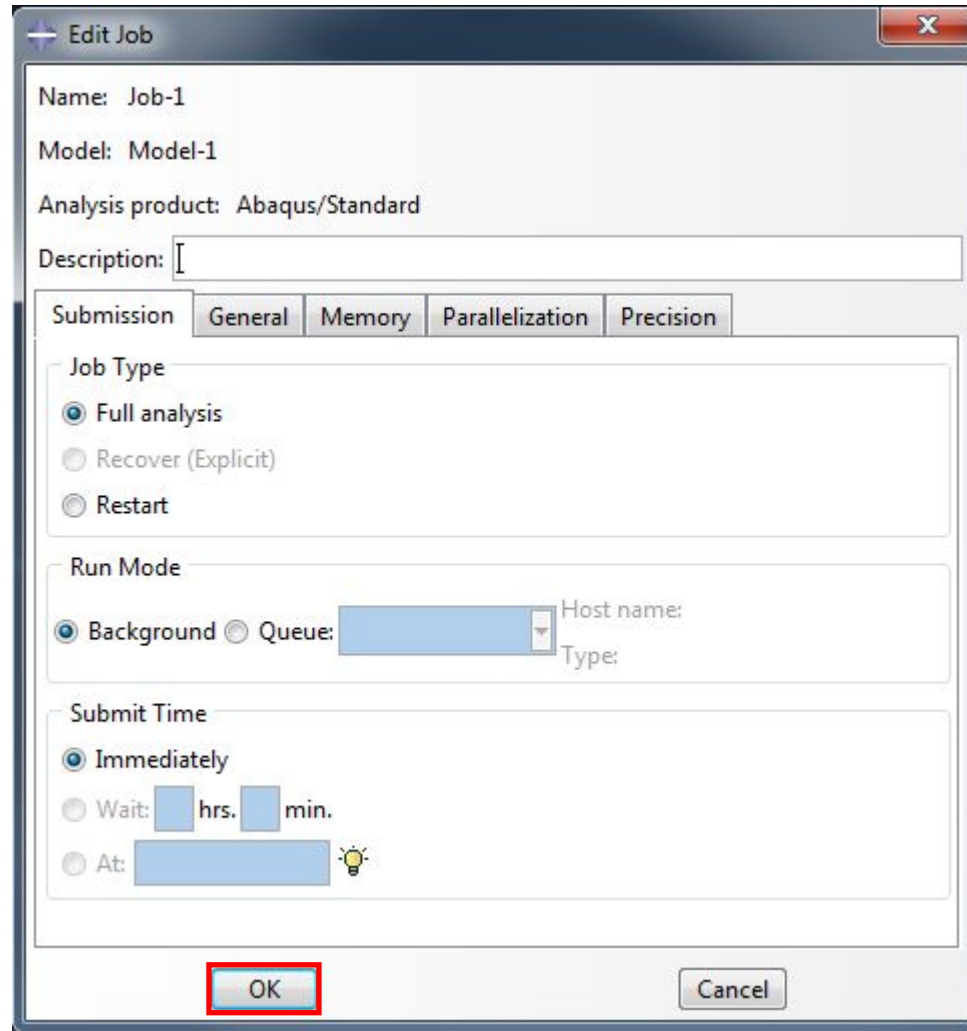 Edit Job
Name: Job-1
Model: Model-1
Analysis product: Abaqus/Standard
Description:
Submission General Memory Parallelization Precision
Job Type
Full analysis
Recover (Explicit)
Restart
Run Mode
Background Queue: Host name:
Type:
Submit Time
Immediately
Wait: hrs. min.
At:
OK Cancel